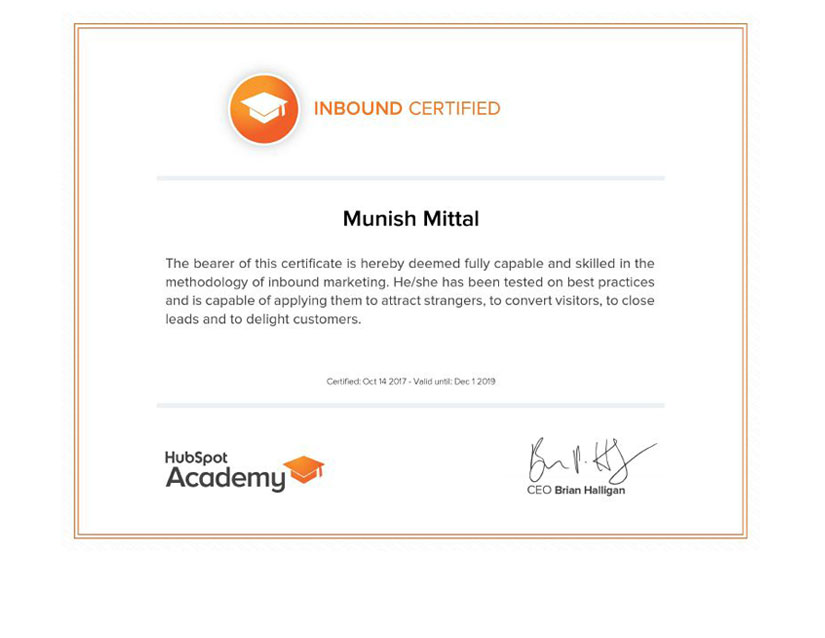 INBOUND CERTIFIED
Munish Mittal
The bearer of this certificate is hereby deemed fully capable and skilled in the
methodology of inbound marketing. He/she has been tested on best practices
and is capable of applying them to attract strangers, to convert visitors, to close
leads and to delight customers.
Certified: Oct 14 2017 - Valid until: Dec 1 2019
HubSpot
Academy
CEO Brian Halligan